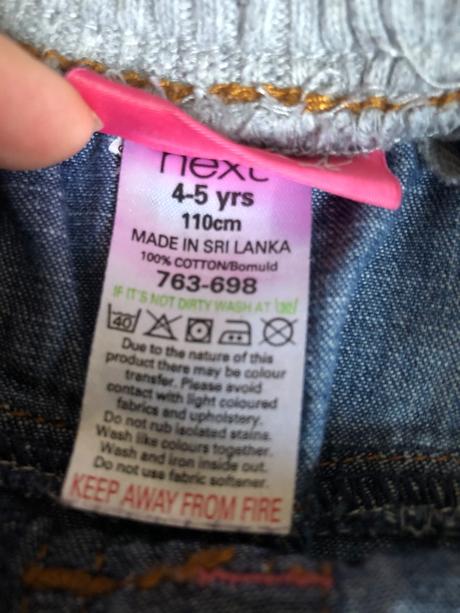 next
4-5 yrs
110cm
MADE IN SRI LANKA
100% COTTON/Bomuld
763-698
IF IT'S NOT DIRTY WASH AT 30
40
Due to the nature of this
product there may be colour
transfer. Please avoid
contact with light coloured
fabrics and upholstery.
Do not rub isolated stains.
Wash like colours together.
Wash and iron inside out.
Do not use fabric softener.
KEEP AWAY FROM FIRE